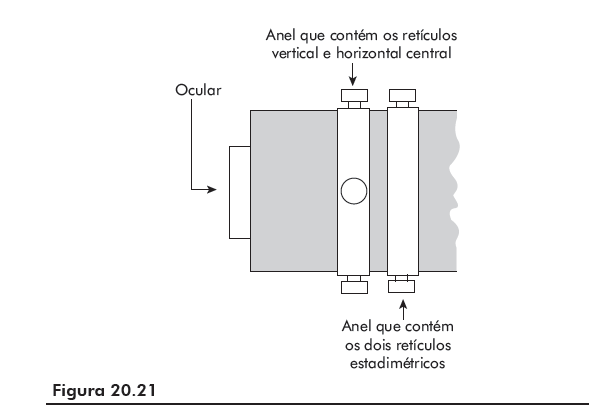 Anel que contém os retículos
vertical e horizontal central
Ocular
Anel que contém
os dois retículos
estadimétricos
Figura 20.21